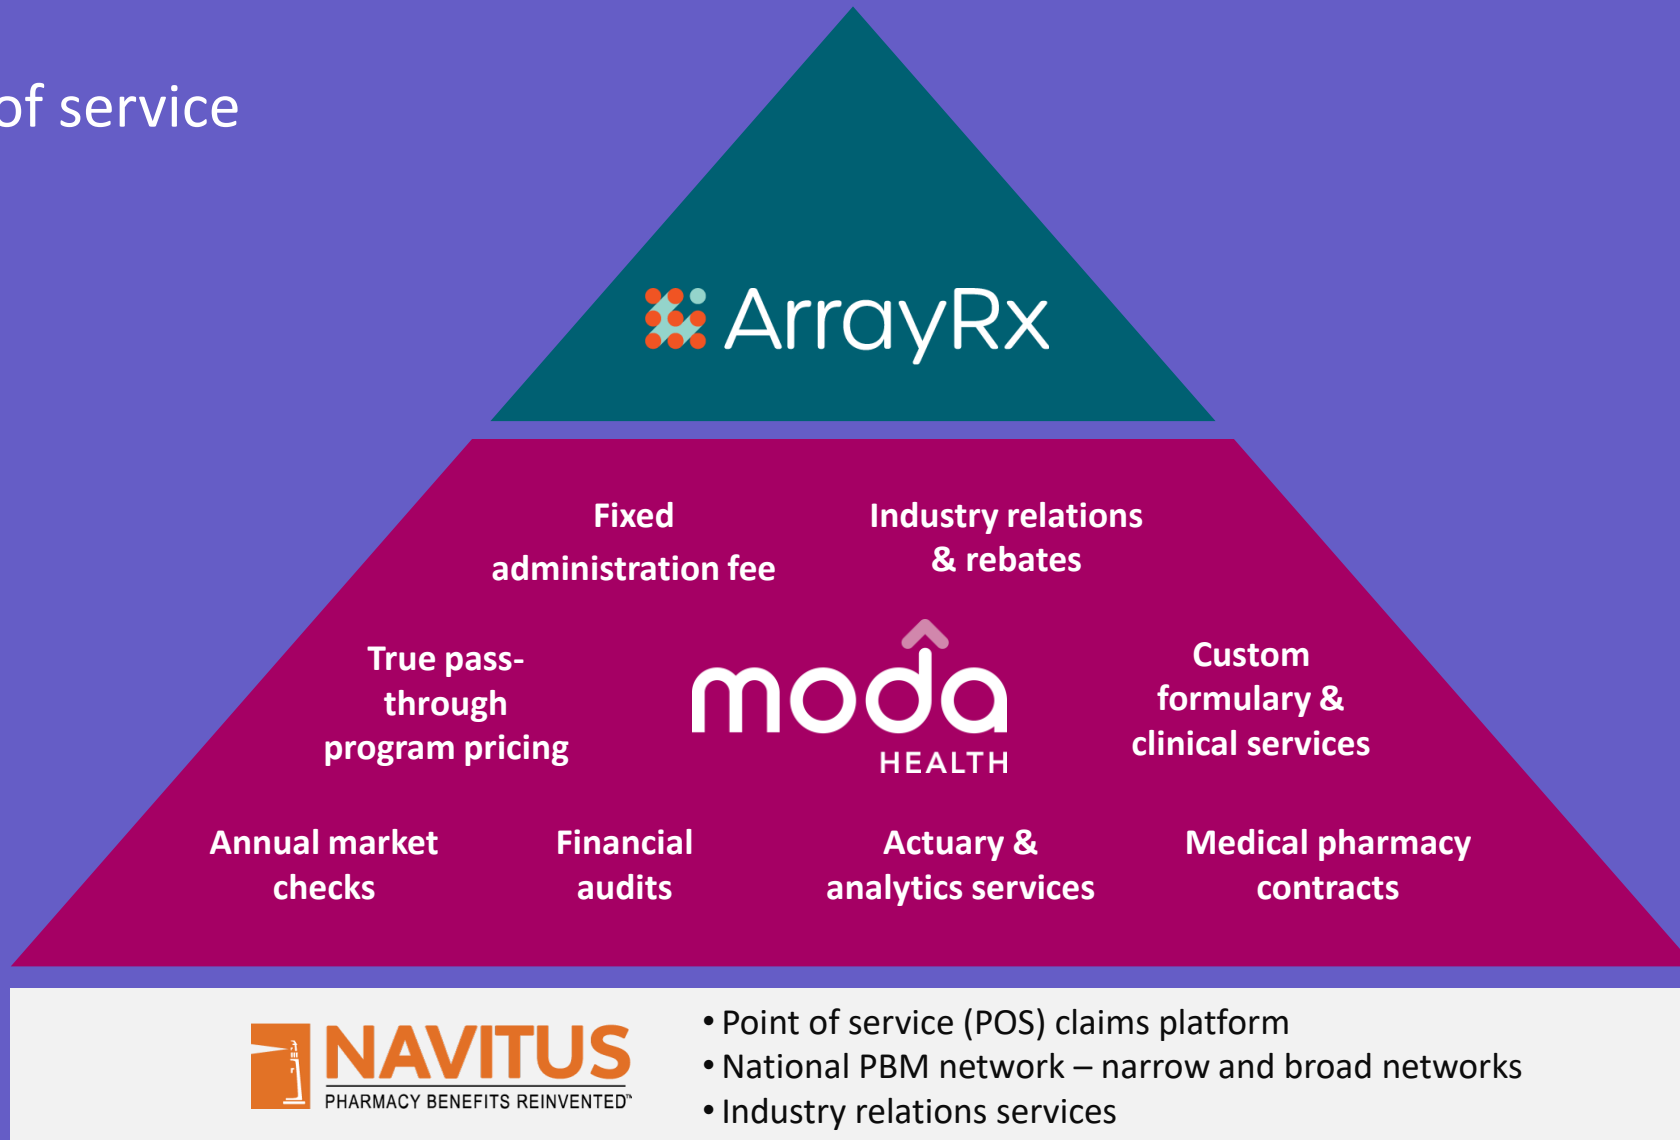 of service
ArrayRx
Fixed
administration fee
Industry relations
& rebates
True pass-
through
program pricing
moda
HEALTH
Custom
formulary &
clinical services
Annual market
checks
Financial
audits
Actuary &
analytics services
Medical pharmacy
contracts
NAVITUS
PHARMACY BENEFITS REINVENTED™
• Point of service (POS) claims platform
• National PBM network – narrow and broad networks
• Industry relations services